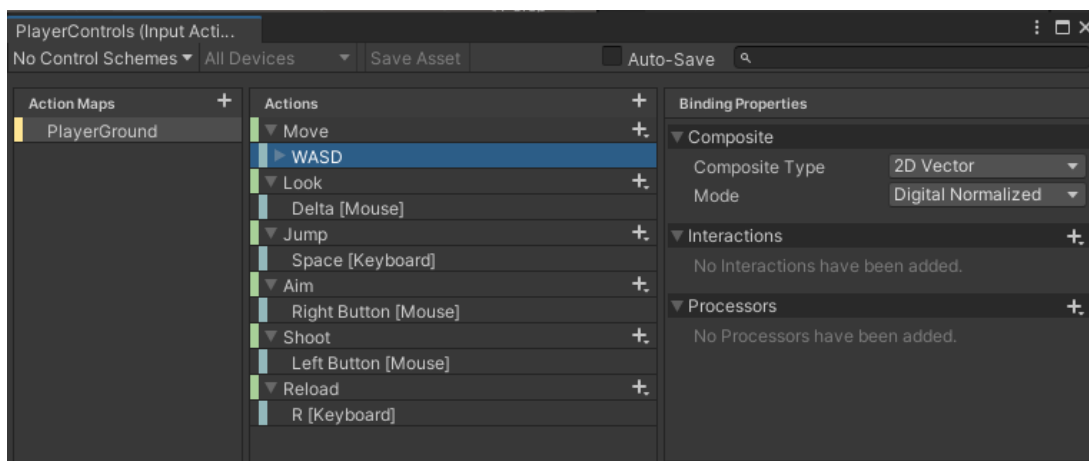 PlayerControls (Input Acti...
No Control Schemes All Devices Save Asset Auto-Save
Action Maps
PlayerGround
Actions
Move
WASD
Look
Delta [Mouse]
Jump
Space [Keyboard]
Aim
Right Button [Mouse]
Shoot
Left Button [Mouse]
Reload
R [Keyboard]
Binding Properties
Composite
Composite Type 2D Vector
Mode Digital Normalized
Interactions
No Interactions have been added.
Processors
No Processors have been added.